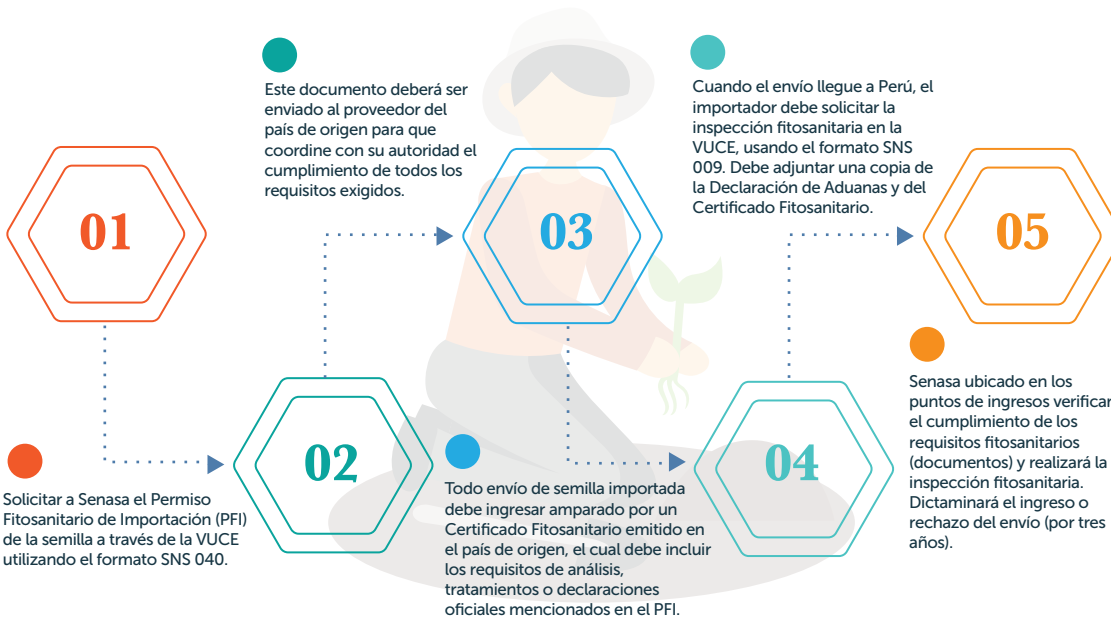 01
Solicitar a Senasa el Permiso
Fitosanitario de Importación (PFI)
de la semilla a través de la VUCE
utilizando el formato SNS 040.
02
Este documento deberá ser
enviado al proveedor del
país de origen para que
coordine con su autoridad el
cumplimiento de todos los
requisitos exigidos.
03
Todo envío de semilla importada
debe ingresar amparado por un
Certificado Fitosanitario emitido en
el país de origen, el cual debe incluir
los requisitos de análisis,
tratamientos o declaraciones
oficiales mencionados en el PFI.
04
Cuando el envío llegue a Perú, el
importador debe solicitar la
inspección fitosanitaria en la
VUCE, usando el formato SNS
009. Debe adjuntar una copia de
la Declaración de Aduanas y del
Certificado Fitosanitario.
05
Senasa ubicado en los
puntos de ingresos verificar
el cumplimiento de los
requisitos fitosanitarios
(documentos) y realizará la
inspección fitosanitaria.
Dictaminará el ingreso o
rechazo del envío (por tres
años).